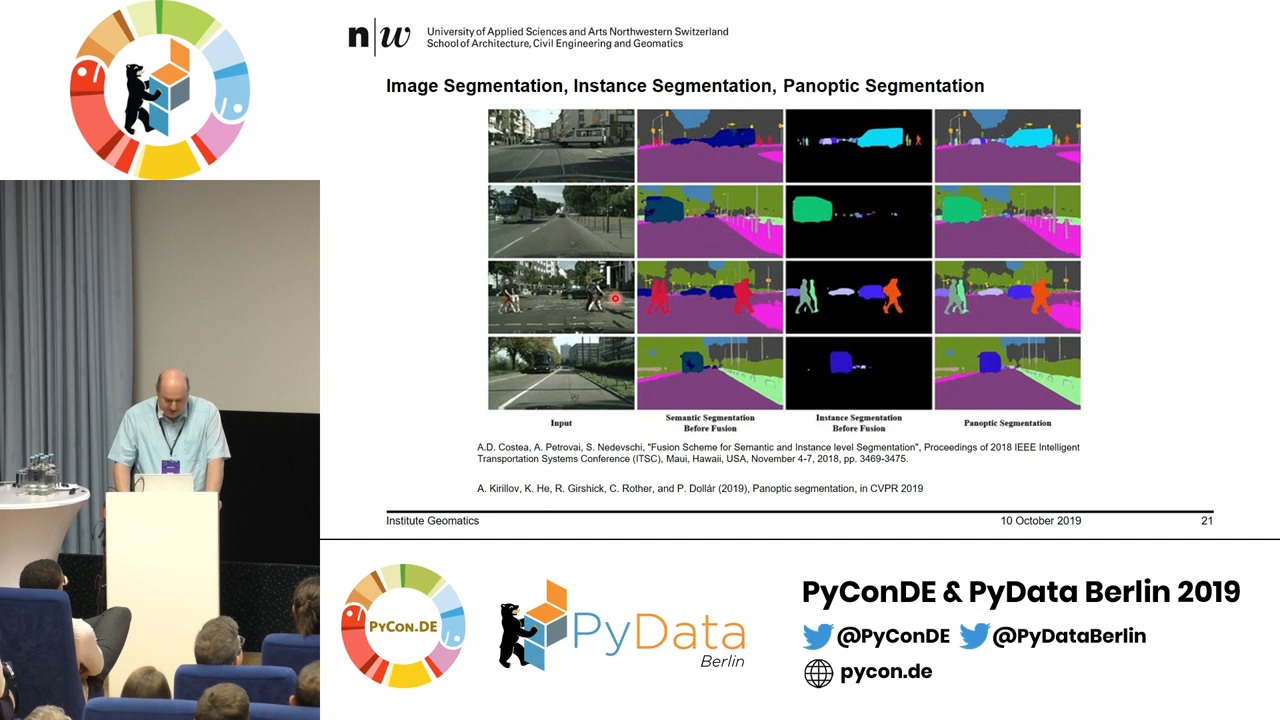 n|w
University of Applied Sciences and Arts Northwestern Switzerland
School of Architecture, Civil Engineering and Geomatics
Image Segmentation, Instance Segmentation, Panoptic Segmentation
Input
Semantic Segmentation
Before Fusion
Instance Segmentation
Before Fusion
Panoptic Segmentation
A.D. Costea, A. Petrovai, S. Nedevschi, "Fusion Scheme for Semantic and Instance level Segmentation", Proceedings of 2018 IEEE Intelligent
Transportation Systems Conference (ITSC), Maui, Hawaii, USA, November 4-7, 2018, pp. 3469-3475.
A. Kirillov, K. He, R. Girshick, C. Rother, and P. Dollár (2019), Panoptic segmentation, in CVPR 2019
Institute Geomatics
10 October 2019
21
PyCon.DE
PyData
Berlin
PyConDE & PyData Berlin 2019
@PyConDE @PyDataBerlin
pycon.de